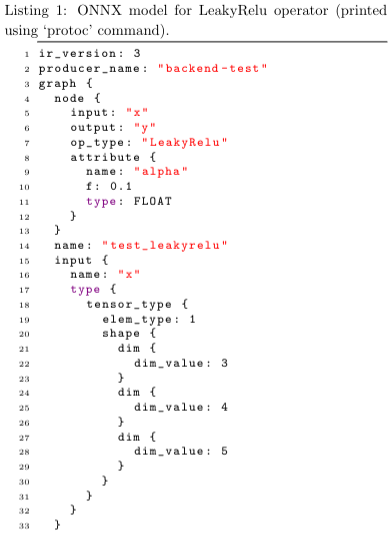 Listing 1: ONNX model for LeakyRelu operator (printed
using ‘protoc’ command).
1 ir_version: 3
2 producer_name: "backend-test"
3 graph {
4   node {
5     input: "x"
6     output: "y"
7     op_type: "LeakyRelu"
8     attribute {
9       name: "alpha"
10       f: 0.1
11       type: FLOAT
12     }
13   }
14   name: "test_leakyrelu"
15   input {
16     name: "x"
17     type {
18       tensor_type {
19         elem_type: 1
20         shape {
21           dim {
22             dim_value: 3
23           }
24           dim {
25             dim_value: 4
26           }
27           dim {
28             dim_value: 5
29           }
30         }
31       }
32     }
33   }